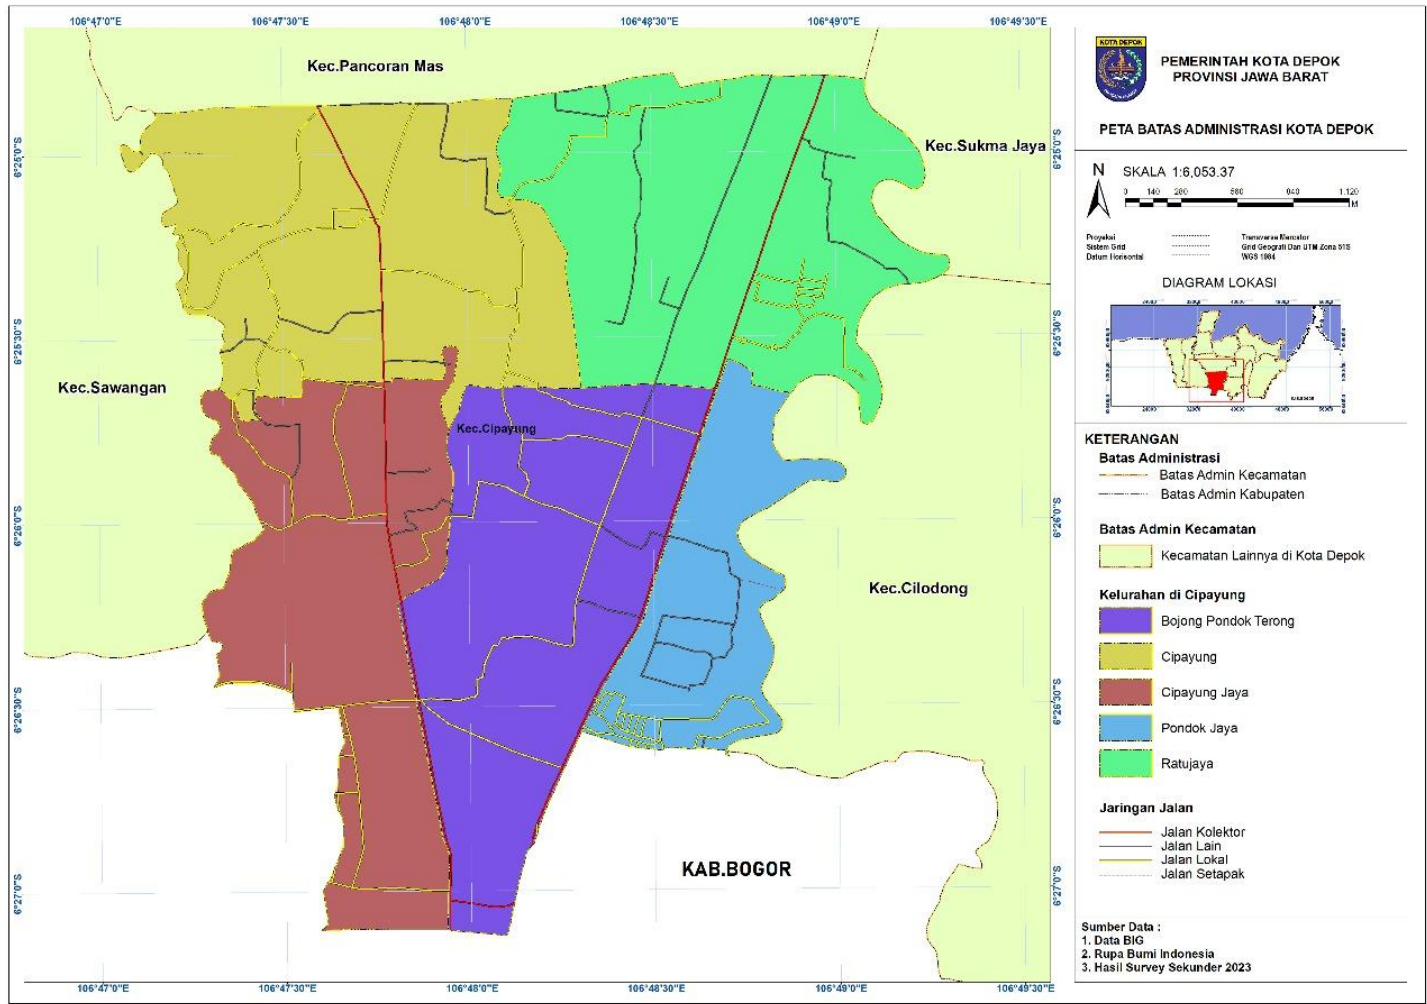 106°47'0"E 106°47'30"E 106°48'0"E 106°48'30"E 106°49'0"E 106°49'30"E
Kec.Pancoran Mas
Kec.Sukma Jaya
6°25'0"S 6°25'0"S
6°25'30"S 6°25'30"S
Kec.Sawangan
Kec.Cipayung
6°26'0"S 6°26'0"S
Kec.Cilodong
6°26'30"S 6°26'30"S
KAB.BOGOR
6°27'0"S 6°27'0"S
106°47'0"E 106°47'30"E 106°48'0"E 106°48'30"E 106°49'0"E 106°49'30"E
KOTA DEPOK
PEMERINTAH KOTA DEPOK
PROVINSI JAWA BARAT
PETA BATAS ADMINISTRASI KOTA DEPOK
N
SKALA 1:6,053.37
0 140 280 560 840 1.120
M
Proyeksi Transverse Mercator
Sistem Grid Grid Geografi Dan UTM Zona 51S
Datum Horisontal WGS 1984
DIAGRAM LOKASI
KETERANGAN
Batas Administrasi
Batas Admin Kecamatan
Batas Admin Kabupaten
Batas Admin Kecamatan
Kecamatan Lainnya di Kota Depok
Kelurahan di Cipayung
Bojong Pondok Terong
Cipayung
Cipayung Jaya
Pondok Jaya
Ratujaya
Jaringan Jalan
Jalan Kolektor
Jalan Lain
Jalan Lokal
Jalan Setapak
Sumber Data :
1. Data BIG
2. Rupa Bumi Indonesia
3. Hasil Survey Sekunder 2023